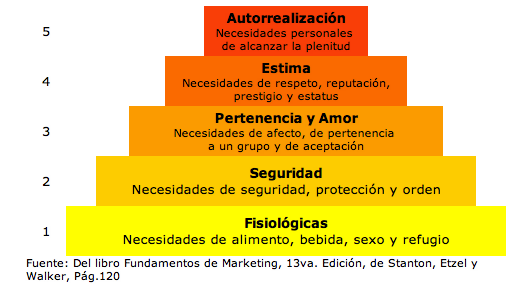 5
Autorrealización
Necesidades personales
de alcanzar la plenitud
4
Estima
Necesidades de respeto, reputación,
prestigio y estatus
3
Pertenencia y Amor
Necesidades de afecto, de pertenencia
a un grupo y de aceptación
2
Seguridad
Necesidades de seguridad, protección y orden
1
Fisiológicas
Necesidades de alimento, bebida, sexo y refugio
Fuente: Del libro Fundamentos de Marketing, 13va. Edición, de Stanton, Etzel y
Walker, Pág.120